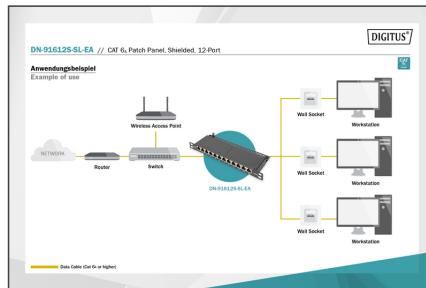 DIGITUS®
DN-91612S-SL-EA // CAT 6A Patch Panel, Shielded, 12-Port
CAT
Anwendungsbeispiel
Example of use
Wireless Access Point
NETWORK
Router
Switch
DN-91612S-SL-EA
Wall Socket
Workstation
Wall Socket
Workstation
Wall Socket
Workstation
Data Cable (Cat 6A or higher)